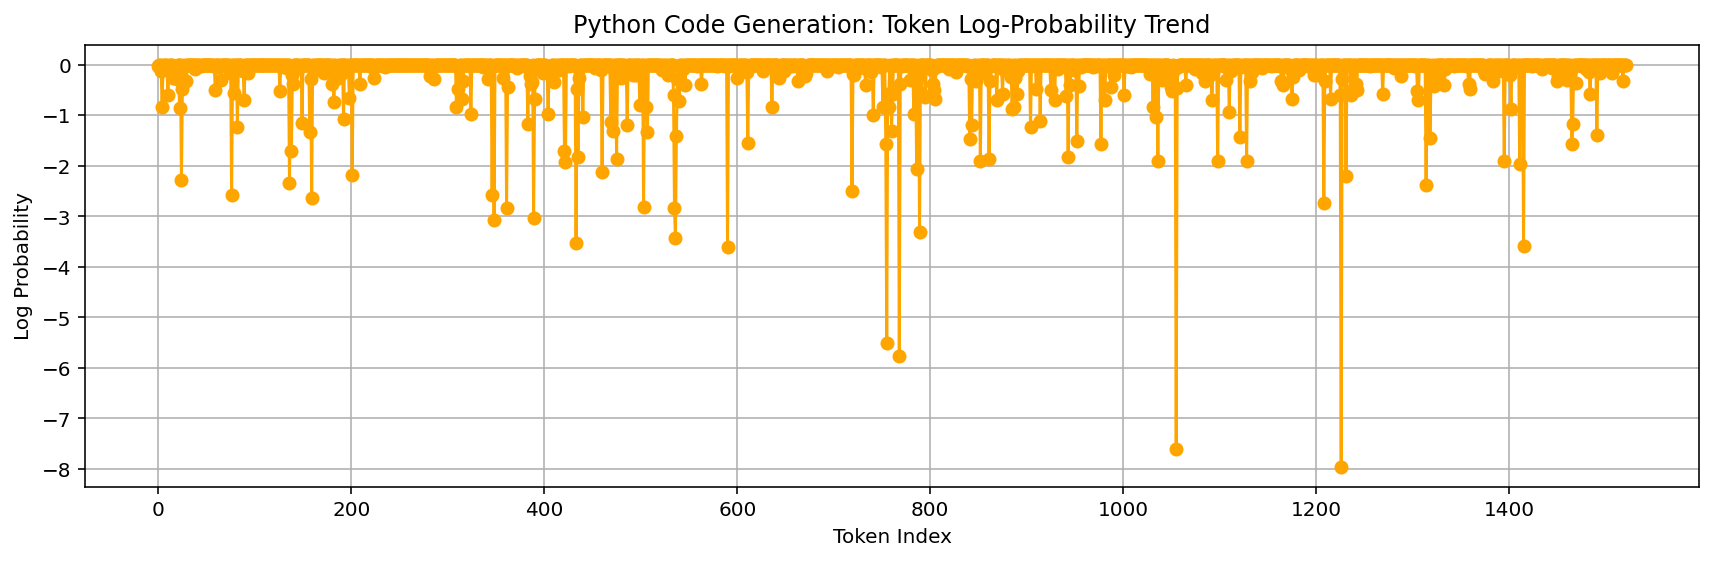 Python Code Generation: Token Log-Probability Trend
Log Probability
0
−1
−2
−3
−4
−5
−6
−7
−8
0 200 400 600 800 1000 1200 1400
Token Index